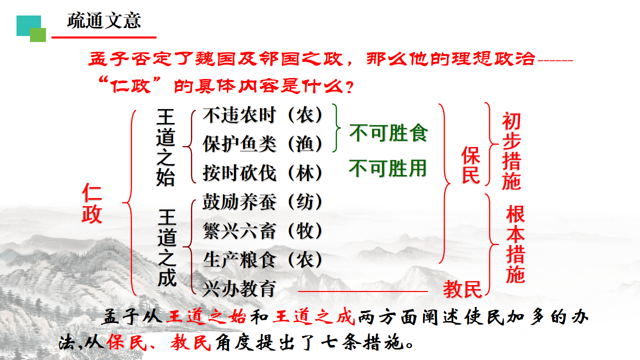 疏通文意
孟子否定了魏国及邻国之政，那么他的理想政治------
“仁政”的具体内容是什么？
仁政
王道之始
不违农时（农）
保护鱼类（渔）
按时砍伐（林）
不可胜食
不可胜用
王道之成
鼓励养蚕（纺）
繁兴六畜（牧）
生产粮食（农）
兴办教育
保民
教民
初步措施
根本措施
孟子从王道之始和王道之成两方面阐述使民加多的办
法,从保民、教民角度提出了七条措施。